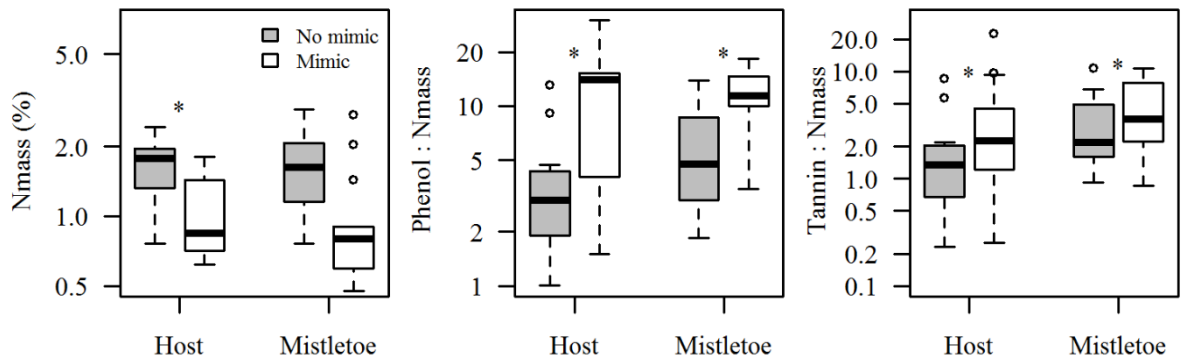 Nmass (%)
5.0
2.0
1.0
0.5
No mimic
Mimic
*
Host
Mistletoe
Phenol : Nmass
20
10
5
2
1
*
*
Host
Mistletoe
Tannin : Nmass
20.0
10.0
5.0
2.0
1.0
0.5
0.2
0.1
*
*
Host
Mistletoe